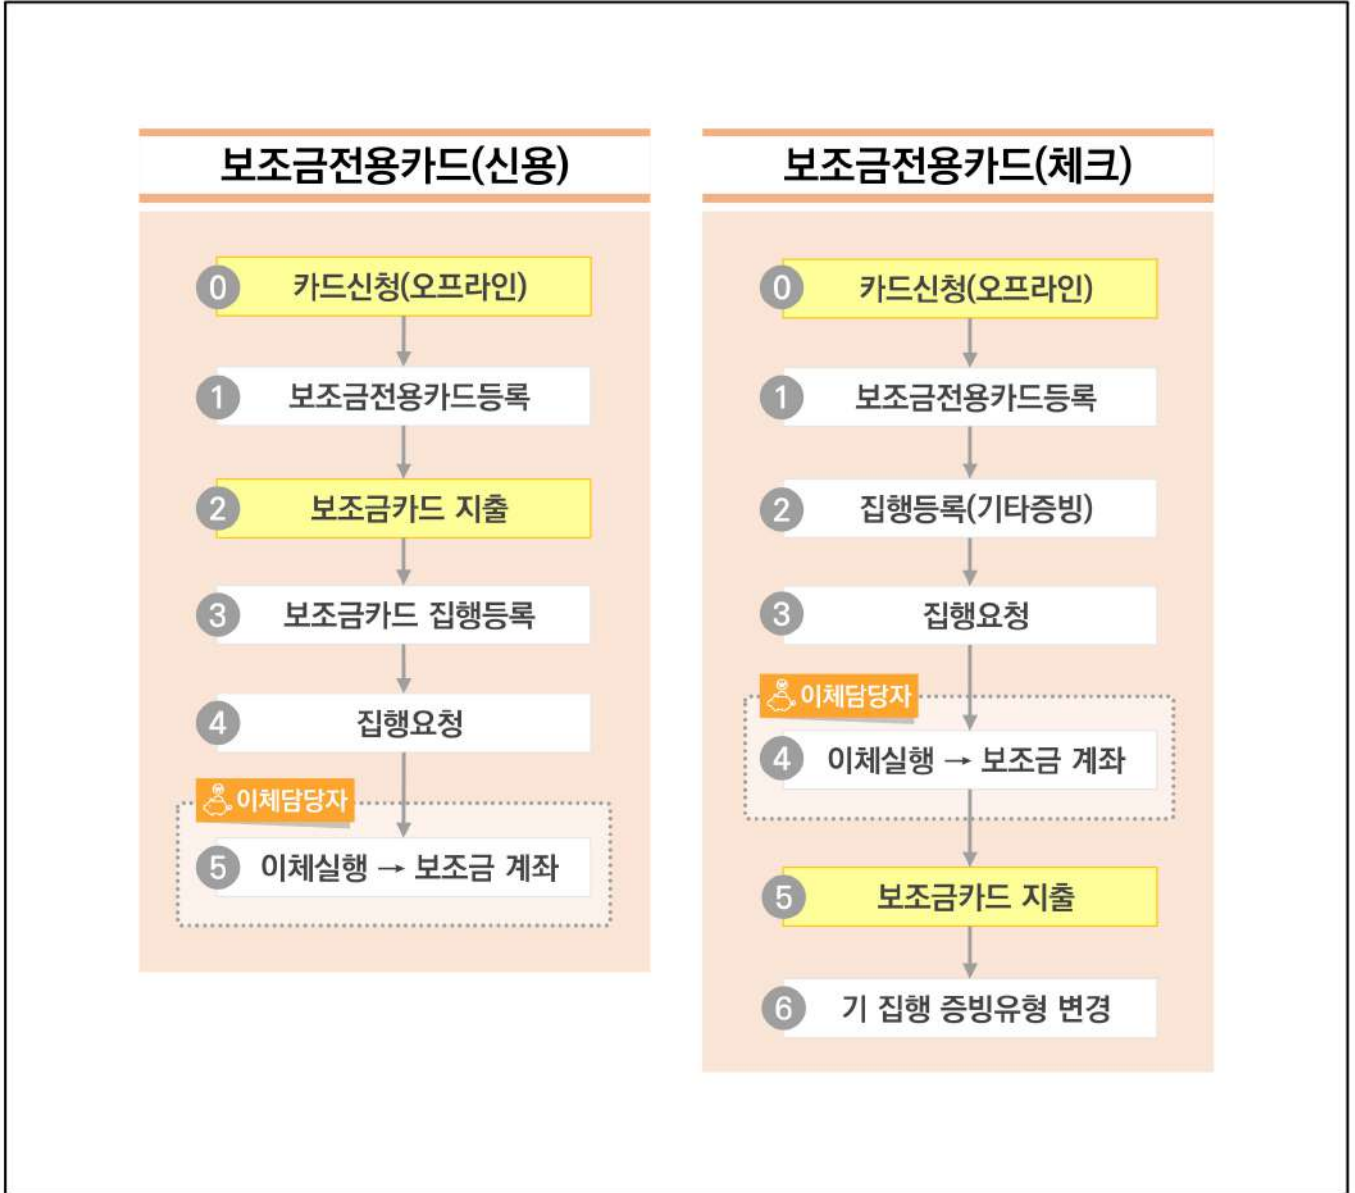 보조금전용카드(신용)
0 카드신청(오프라인)
1 보조금전용카드등록
2 보조금카드 지출
3 보조금카드 집행등록
4 집행요청
이체담당자
5 이체실행 → 보조금 계좌
보조금전용카드(체크)
0 카드신청(오프라인)
1 보조금전용카드등록
2 집행등록(기타증빙)
3 집행요청
이체담당자
4 이체실행 → 보조금 계좌
5 보조금카드 지출
6 기 집행 증빙유형 변경